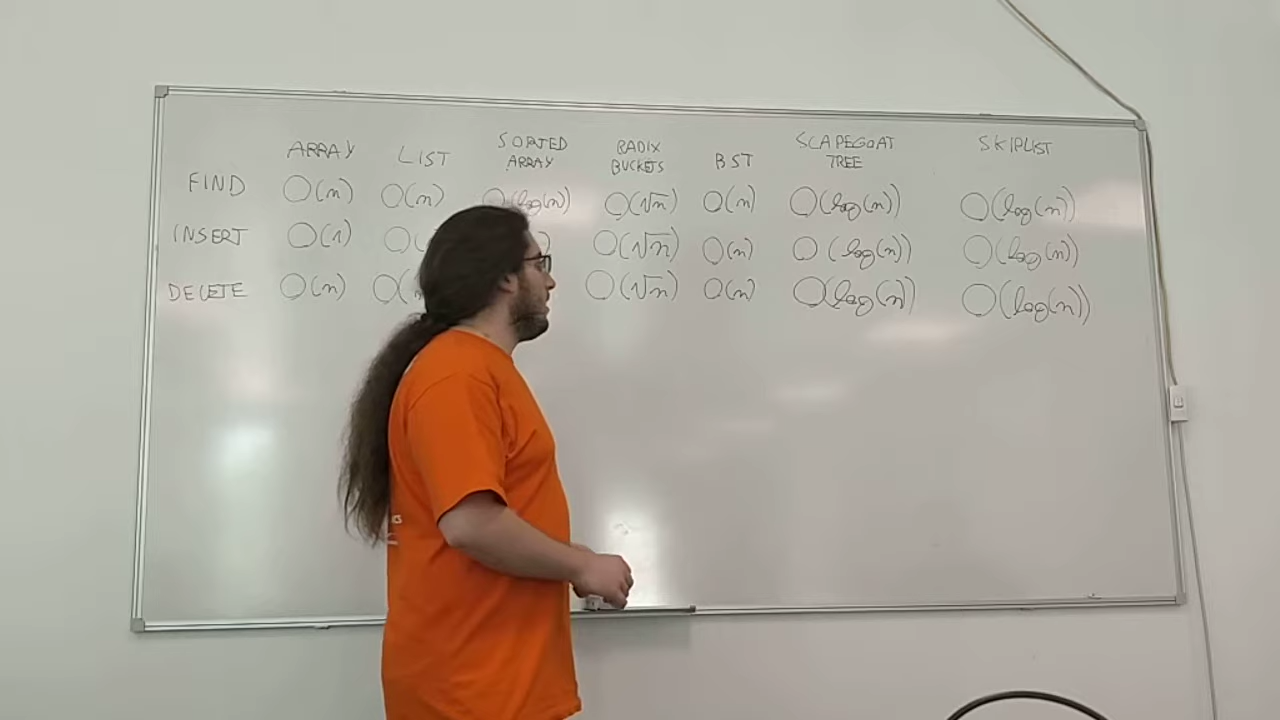 ARRAY LIST SORTED ARRAY RADIX BUCKETS BST SCAPEGOAT TREE SKIPLIST
FIND O(n) O(n) O(log(n)) O(√n) O(n) O(log(n)) O(log(n))
INSERT O(1) O(√n) O(n) O(log(n)) O(log(n))
DELETE O(n) O(√n) O(n) O(log(n)) O(log(n))